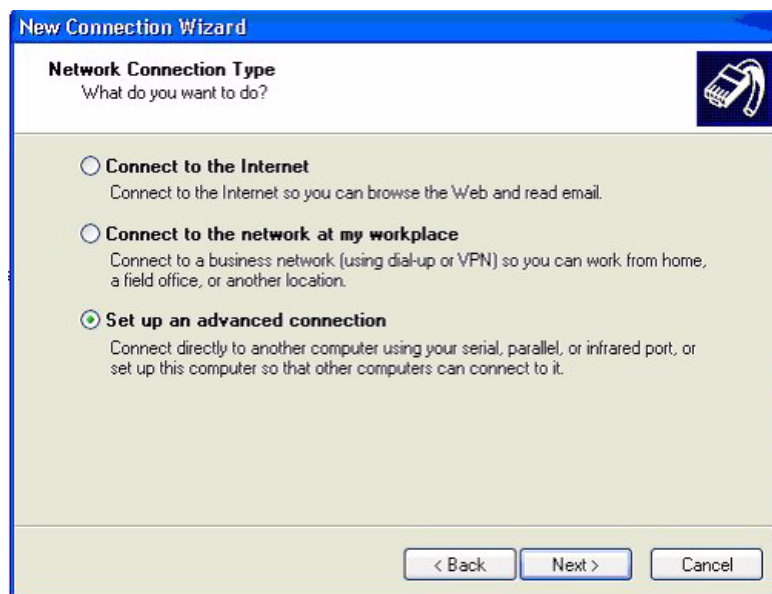 New Connection Wizard
Network Connection Type
What do you want to do?
Connect to the Internet
Connect to the Internet so you can browse the Web and read email.
Connect to the network at my workplace
Connect to a business network (using dial-up or VPN) so you can work from home,
a field office, or another location.
Set up an advanced connection
Connect directly to another computer using your serial, parallel, or infrared port, or
set up this computer so that other computers can connect to it.
< Back Next > Cancel